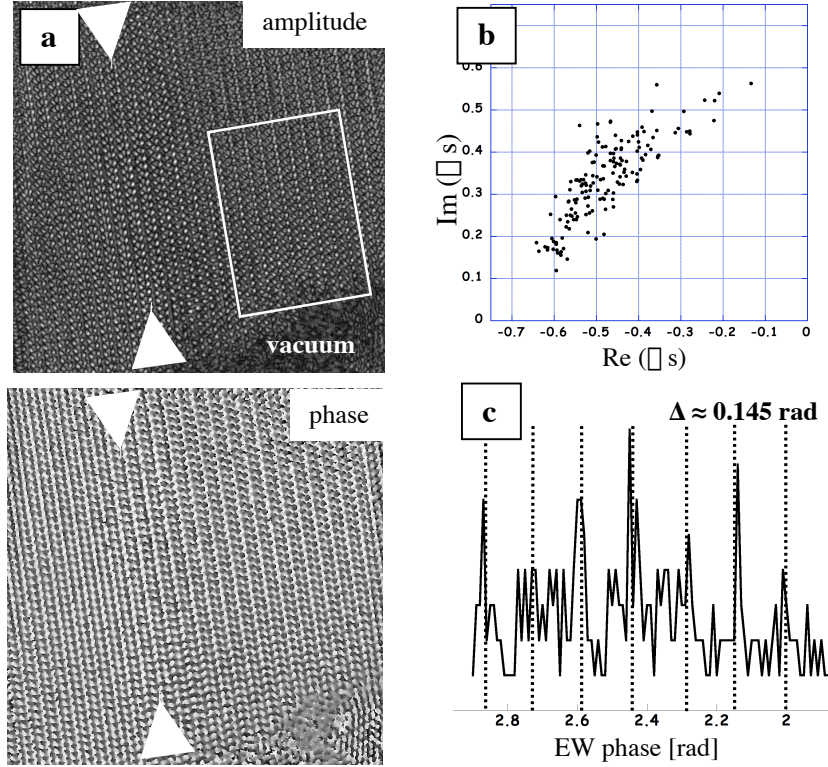 a
amplitude
vacuum
phase
b
0.6
0.5
0.4
0.3
0.2
0.1
0
-0.7
-0.6
-0.5
-0.4
-0.3
-0.2
-0.1
0
Im (▯ s)
Re (▯ s)
c
Δ ≈ 0.145 rad
2.8
2.6
2.4
2.2
2
EW phase [rad]